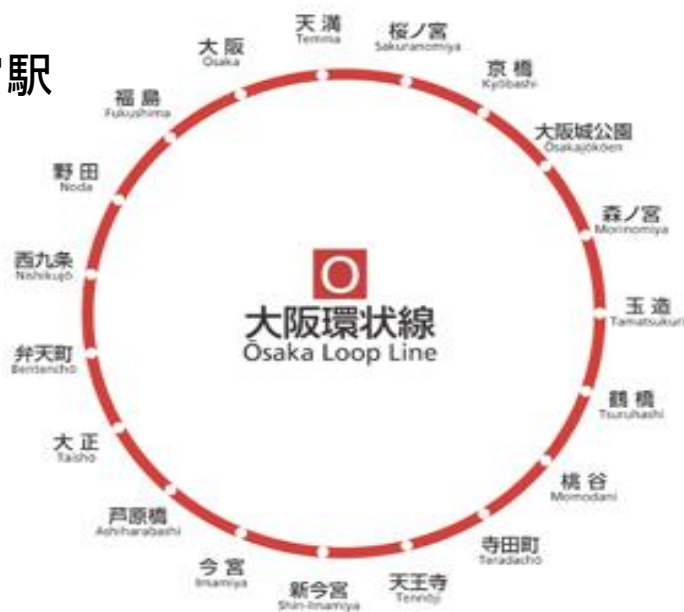 駅
天満
Temma
桜ノ宮
Sakuranomiya
京橋
Kyōbashi
大阪城公園
Ōsakajōkōen
森ノ宮
Morinomiya
玉造
Tamatsukuri
鶴橋
Tsuruhashi
桃谷
Momodani
寺田町
Teradachō
天王寺
Tennōji
新今宮
Shin-Imamiya
今宮
Imamiya
芦原橋
Ashiharabashi
大正
Taishō
弁天町
Bentenchō
西九条
Nishikujō
野田
Noda
福島
Fukushima
大阪
Ōsaka
O
大阪環状線
Ōsaka Loop Line